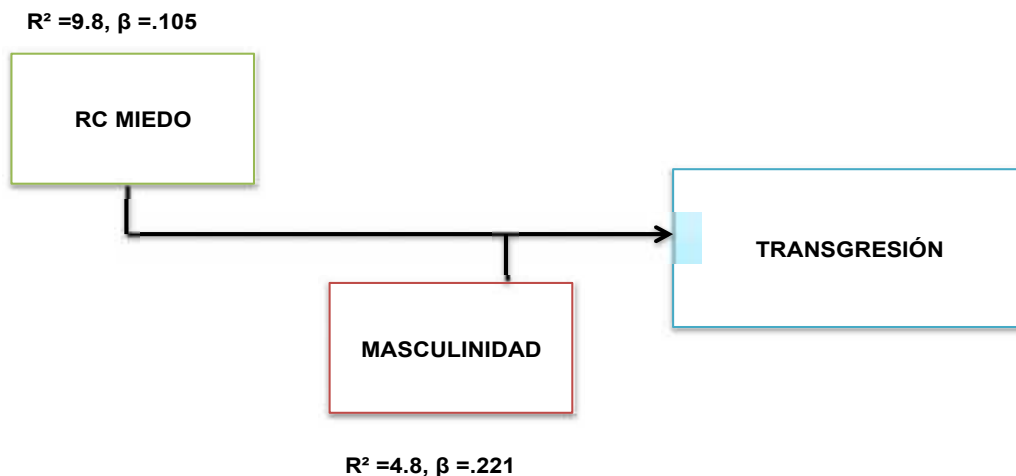 R² =9.8, β =.105
RC MIEDO
TRANSGRESIÓN
MASCULINIDAD
R² =4.8, β =.221